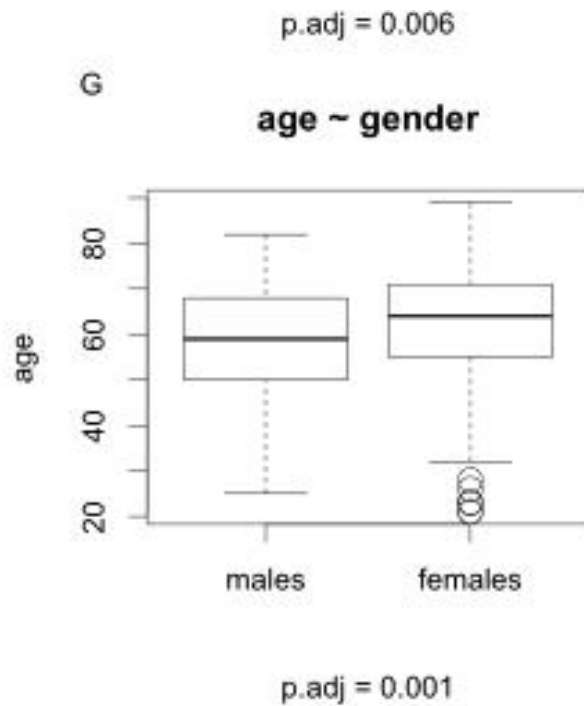 p.adj = 0.006
G
age ~ gender
80
60
40
20
age
males females
p.adj = 0.001